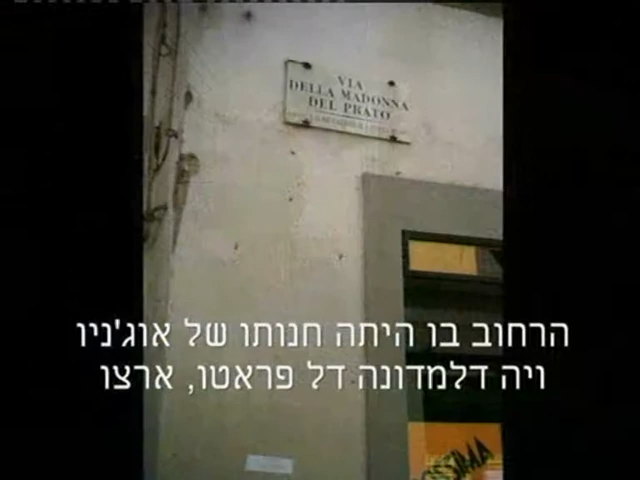 VIA
DELLA MADONNA
DEL PRATO
הרחוב בו היתה חנותו של אוג'ניו
ויה דלמדונה דל פראטו, ארצו